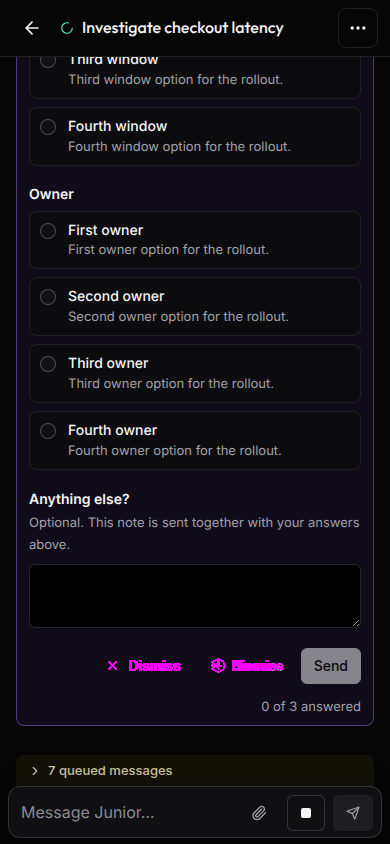 Investigate checkout latency
Third window
Third window option for the rollout.
Fourth window
Fourth window option for the rollout.
Owner
First owner
First owner option for the rollout.
Second owner
Second owner option for the rollout.
Third owner
Third owner option for the rollout.
Fourth owner
Fourth owner option for the rollout.
Anything else?
Optional. This note is sent together with your answers
above.
Dismiss Send
0 of 3 answered
7 queued messages
Message Junior...